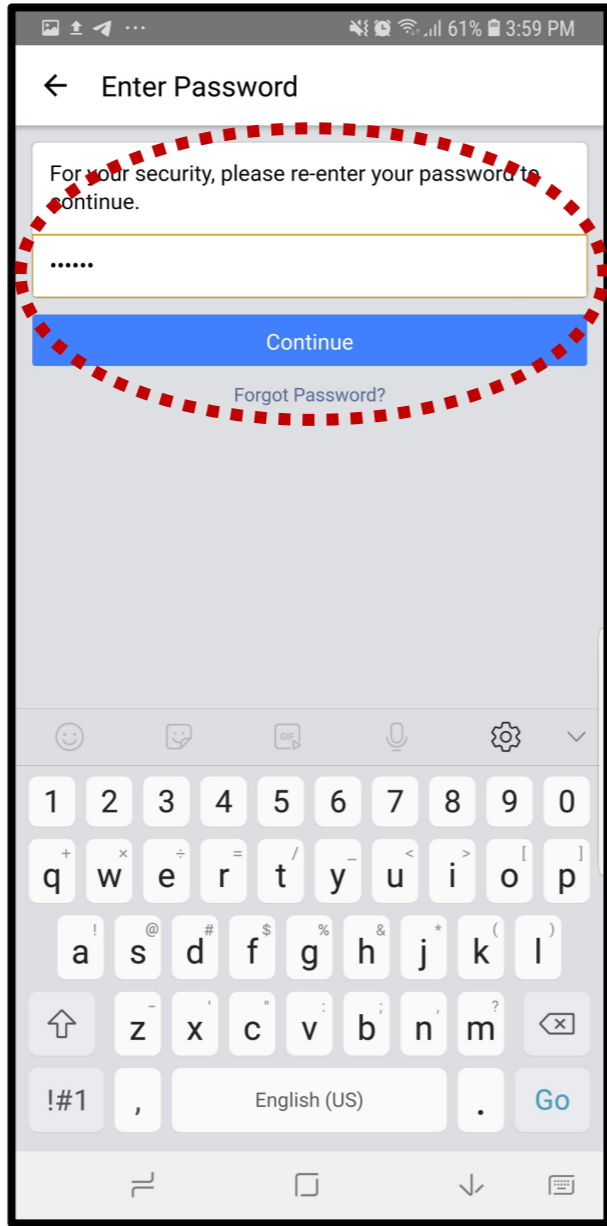 61% 3:59 PM
Enter Password
For your security, please re-enter your password to
continue.
••••••
Continue
Forgot Password?
GIF
1 2 3 4 5 6 7 8 9 0
+ × ÷ = / _ < > [ ]
q w e r t y u i o p
! @ # $ % & * ( )
a s d f g h j k l
- ' " : ; , ?
z x c v b n m
!#1 , English (US) . Go